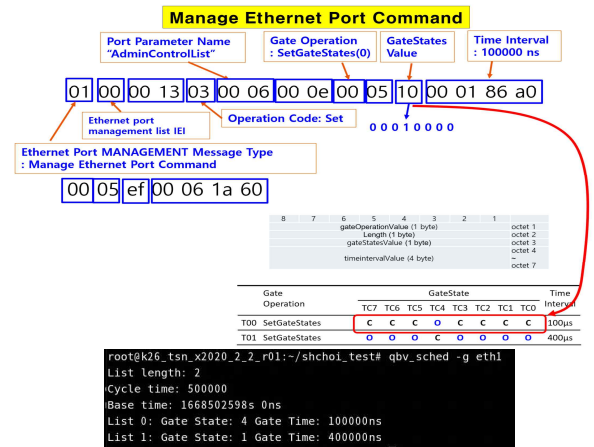 Manage Ethernet Port Command
Port Parameter Name
"AdminControlList"
Gate Operation
: SetGateStates(0)
GateStates
Value
Time Interval
: 100000 ns
01 00 00 13 03 00 06 00 0e 00 05 10 00 01 86 a0
Ethernet port
management list IEI
Operation Code: Set
0 0 0 1 0 0 0 0
Ethernet Port MANAGEMENT Message Type
: Manage Ethernet Port Command
00 05 ef 00 06 1a 60
8 7 6 5 4 3 2 1
gateOperationValue (1 byte) octet 1
Length (1 byte) octet 2
gateStatesValue (1 byte) octet 3
octet 4
timeintervalValue (4 byte) ~
octet 7
Gate
Operation
GateState
Time
Interval
TC7 TC6 TC5 TC4 TC3 TC2 TC1 TC0
T00 SetGateStates C C C O C C C C 100μs
T01 SetGateStates O O O C O O O O 400μs
root@k26_tsn_x2020_2_2_r01:~/shchoi_test# qbv_sched -g eth1
List length: 2
Cycle time: 500000
Base time: 1668502598s 0ns
List 0: Gate State: 4 Gate Time: 100000ns
List 1: Gate State: 1 Gate Time: 400000ns